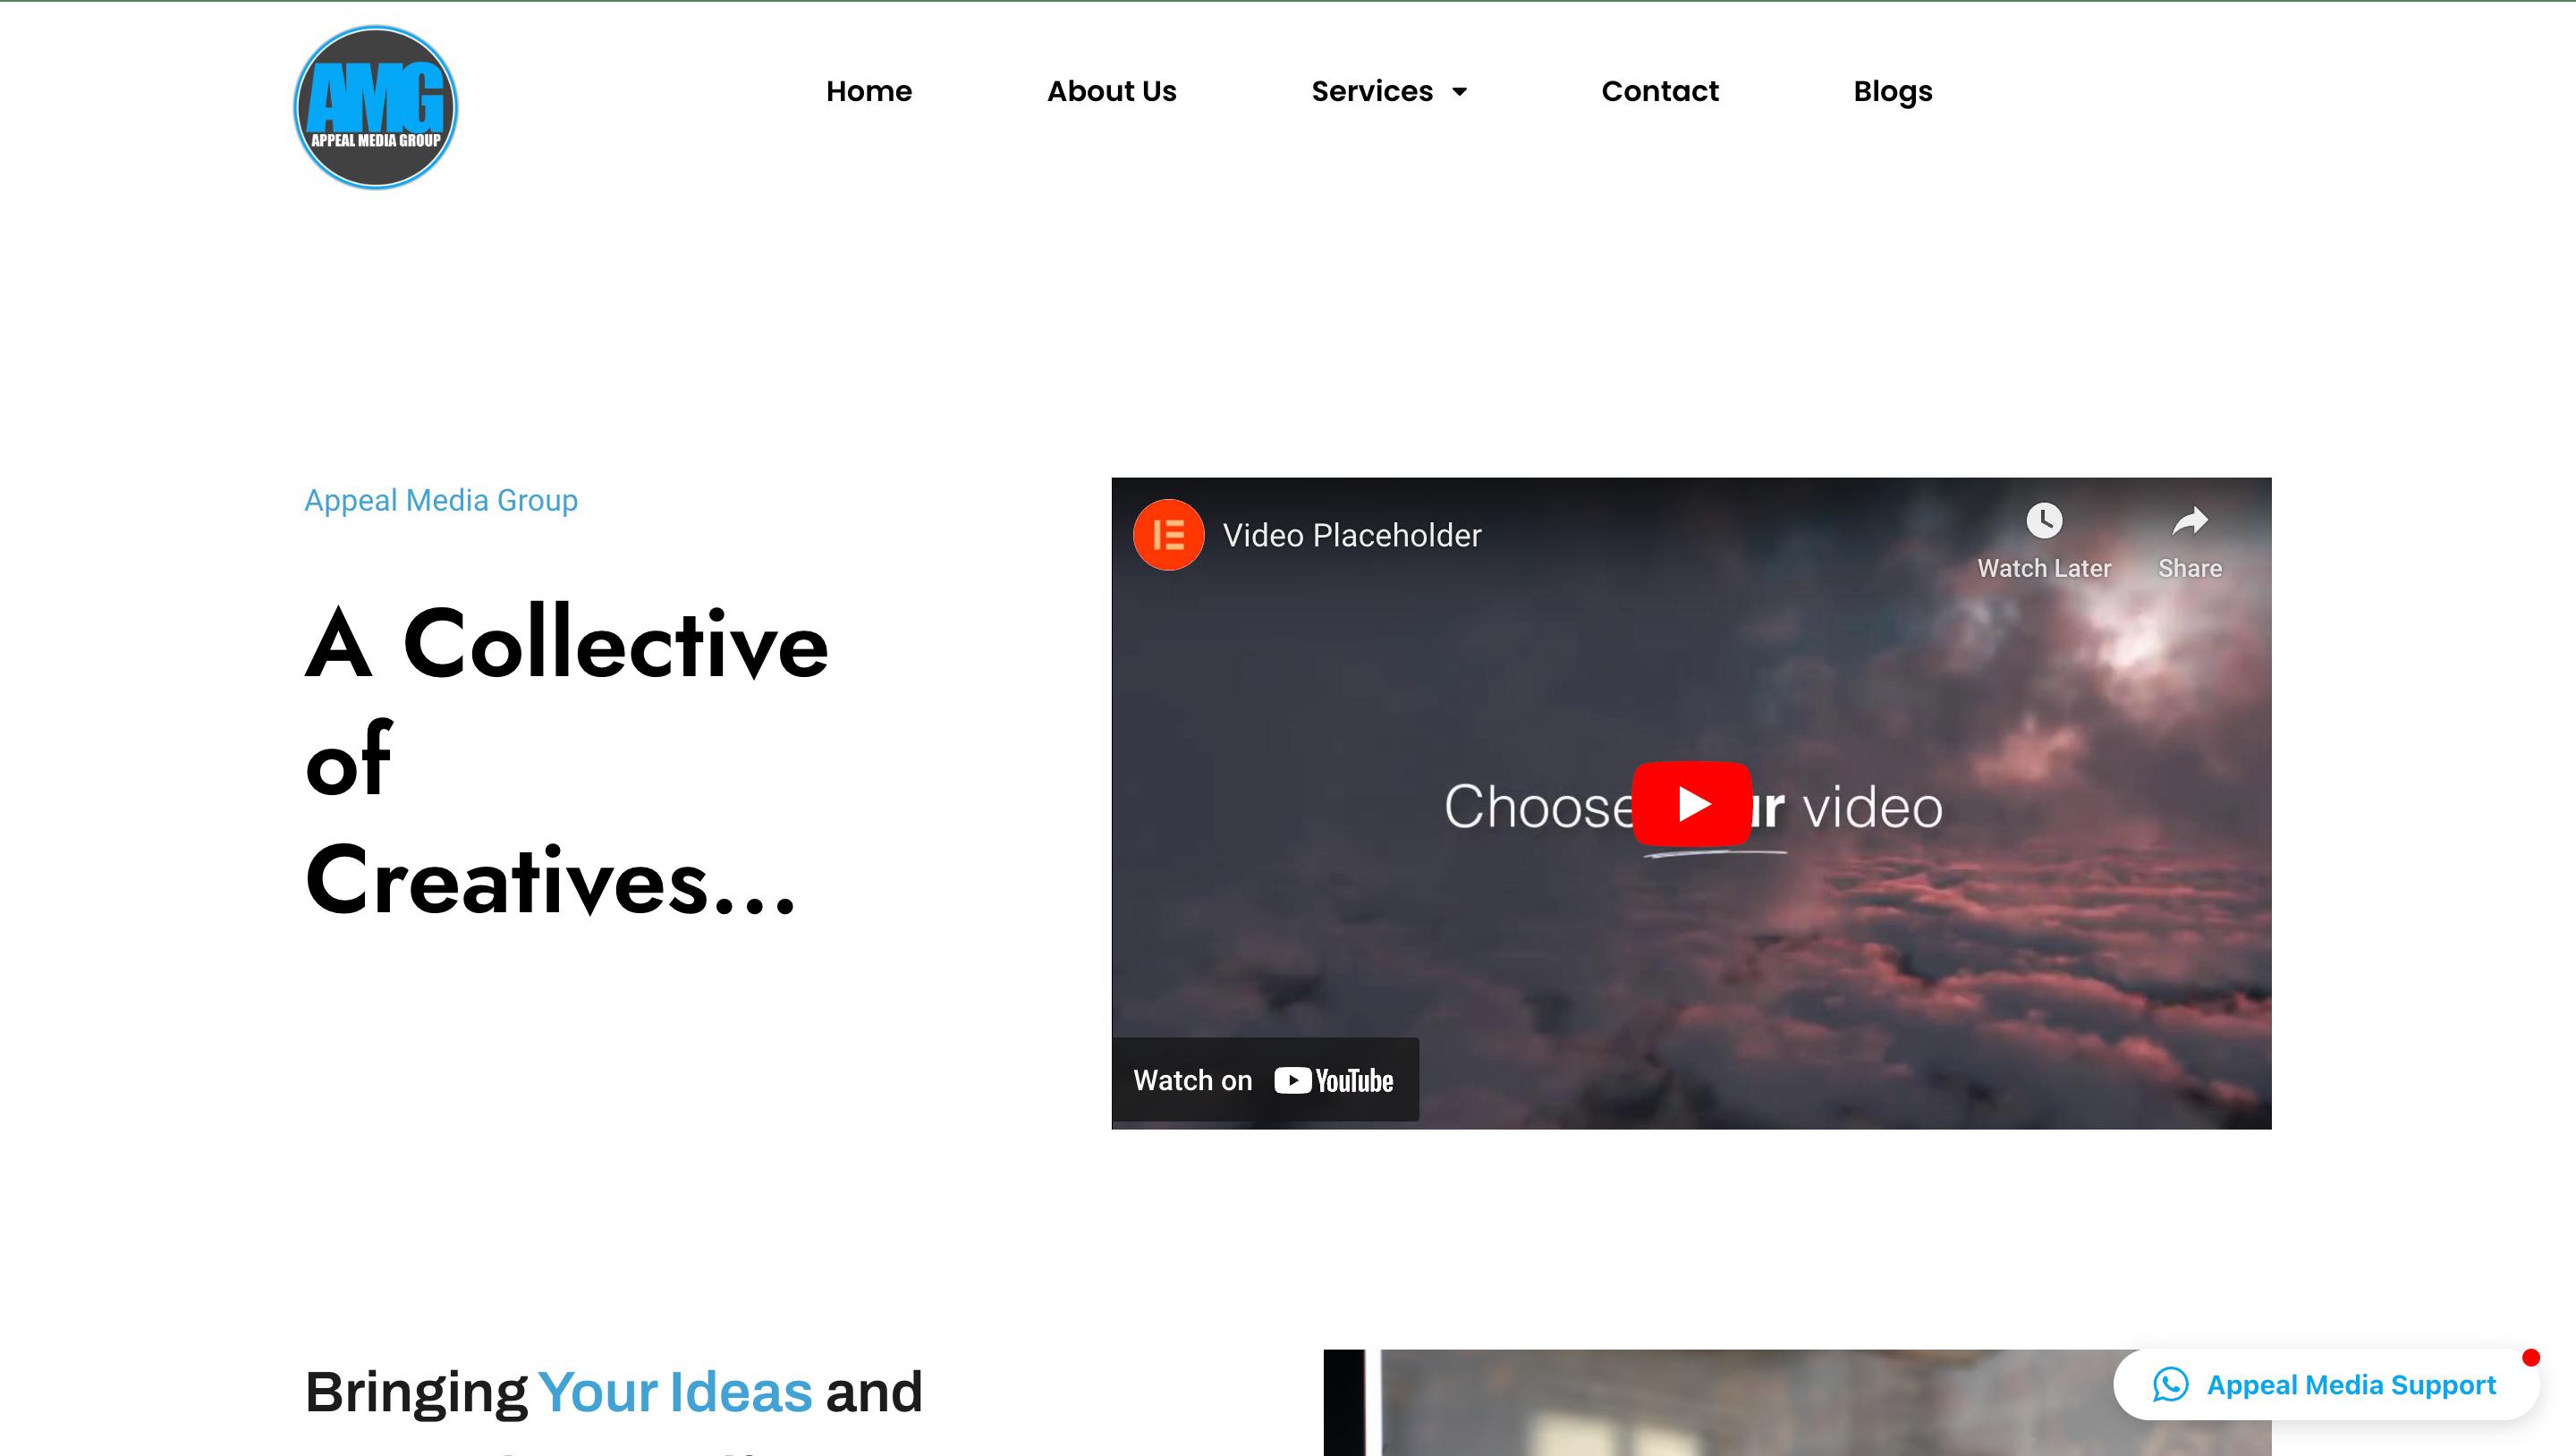 AMG
APPEAL MEDIA GROUP
Home
About Us
Services
Contact
Blogs
Appeal Media Group
A Collective
of
Creatives...
Video Placeholder
Watch Later
Share
Choose ur video
Watch on YouTube
Bringing Your Ideas and
Appeal Media Support